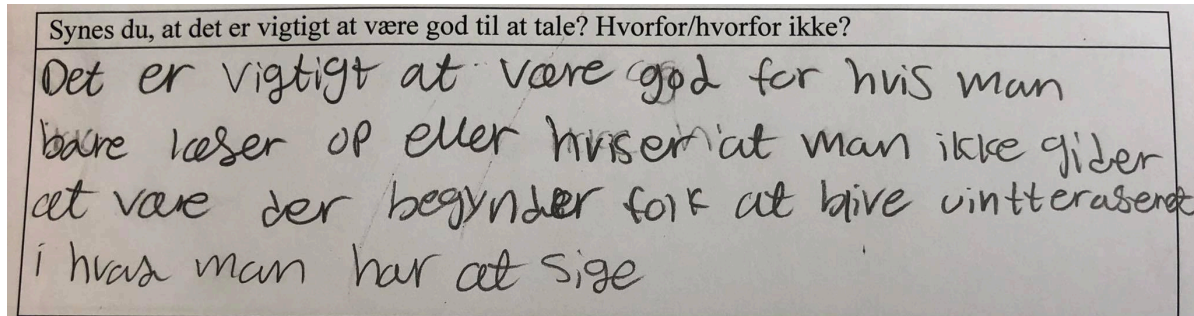 Synes du, at det er vigtigt at være god til at tale? Hvorfor/hvorfor ikke?
Det er vigtigt at være god for hvis man
bare læser op eller hviser at man ikke gider
at være der begynder folk at blive uintteraseret
i hvad man har at sige